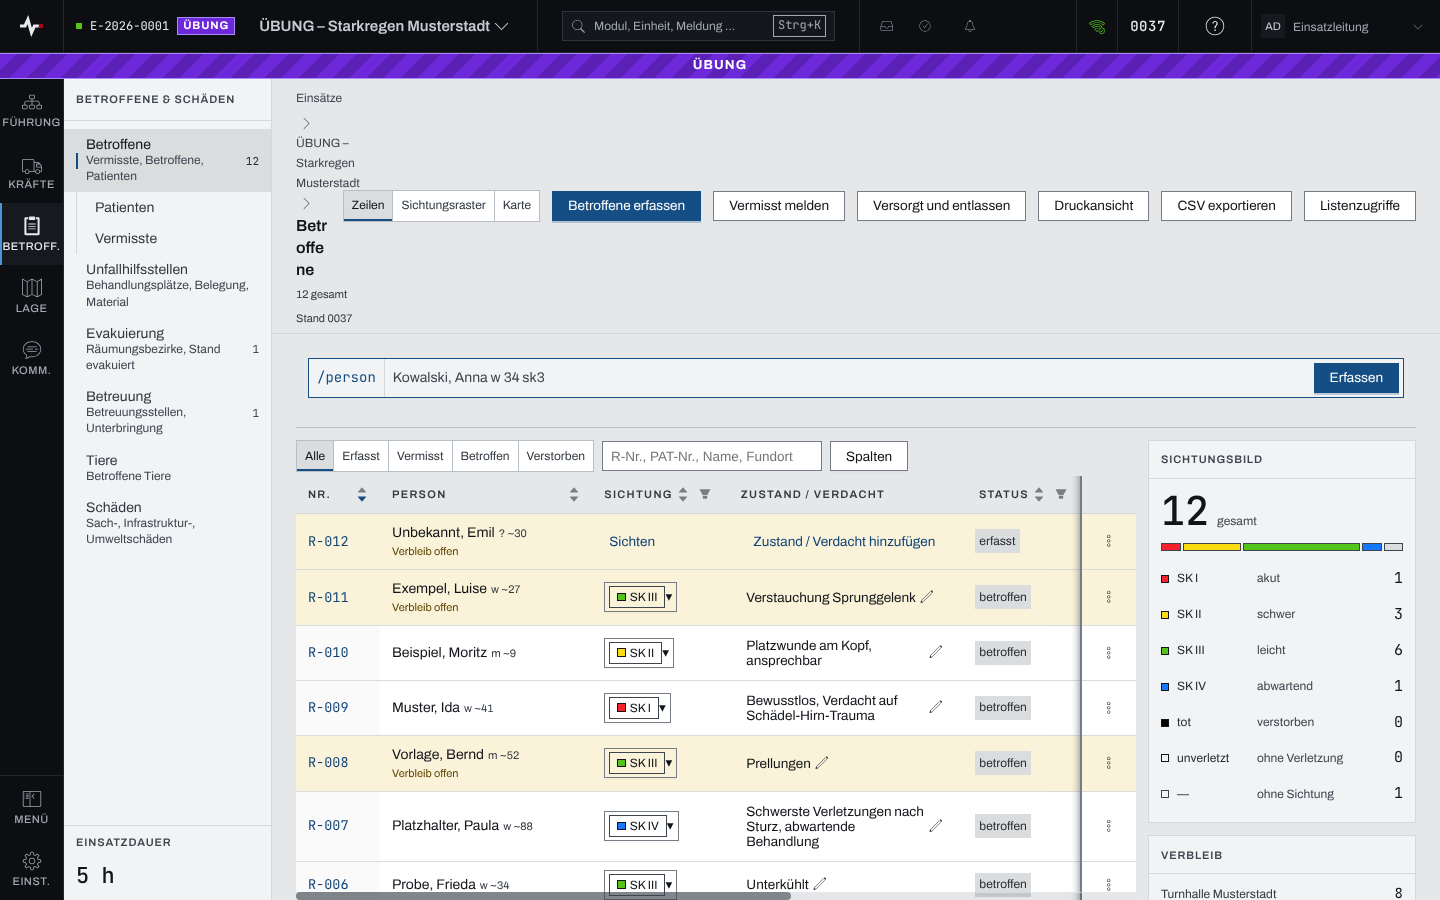 E-2026-0001 ÜBUNG ÜBUNG – Starkregen Musterstadt Modul, Einheit, Meldung ... Strg+K 0037 ? AD Einsatzleitung
ÜBUNG
FÜHRUNG
KRÄFTE
BETROFF.
LAGE
KOMM.
MENÜ
EINST.
BETROFFENE & SCHÄDEN
Betroffene
Vermisste, Betroffene, 12
Patienten
Patienten
Vermisste
Unfallhilfsstellen
Behandlungsplätze, Belegung,
Material
Evakuierung
Räumungsbezirke, Stand 1
evakuiert
Betreuung
Betreuungsstellen, 1
Unterbringung
Tiere
Betroffene Tiere
Schäden
Sach-, Infrastruktur-,
Umweltschäden
EINSATZDAUER
5 h
Einsätze
ÜBUNG –
Starkregen
Musterstadt
Betr
offe
ne
12 gesamt
Stand 0037
Zeilen Sichtungsraster Karte Betroffene erfassen Vermisst melden Versorgt und entlassen Druckansicht CSV exportieren Listenzugriffe
/person Kowalski, Anna w 34 sk3 Erfassen
Alle Erfasst Vermisst Betroffen Verstorben R-Nr., PAT-Nr., Name, Fundort Spalten
NR. PERSON SICHTUNG ZUSTAND / VERDACHT STATUS
R-012 Unbekannt, Emil ? ~30 Sichten Zustand / Verdacht hinzufügen erfasst
Verbleib offen
R-011 Exempel, Luise w ~27 SK III Verstauchung Sprunggelenk betroffen
Verbleib offen
R-010 Beispiel, Moritz m ~9 SK II Platzwunde am Kopf, betroffen
ansprechbar
R-009 Muster, Ida w ~41 SK I Bewusstlos, Verdacht auf betroffen
Schädel-Hirn-Trauma
R-008 Vorlage, Bernd m ~52 SK III Prellungen betroffen
Verbleib offen
R-007 Platzhalter, Paula w ~88 SK IV Schwerste Verletzungen nach betroffen
Sturz, abwartende
Behandlung
R-006 Probe, Frieda w ~34 SK III Unterkühlt betroffen
SICHTUNGSBILD
12 gesamt
SK I akut 1
SK II schwer 3
SK III leicht 6
SK IV abwartend 1
tot verstorben 0
unverletzt ohne Verletzung 0
— ohne Sichtung 1
VERBLEIB
Turnhalle Musterstadt 8